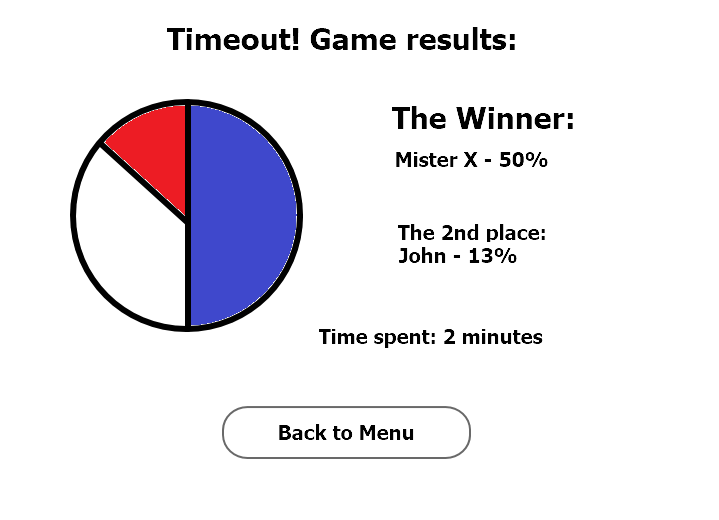 Timeout! Game results:
The Winner:
Mister X - 50%
The 2nd place:
John - 13%
Time spent: 2 minutes
Back to Menu